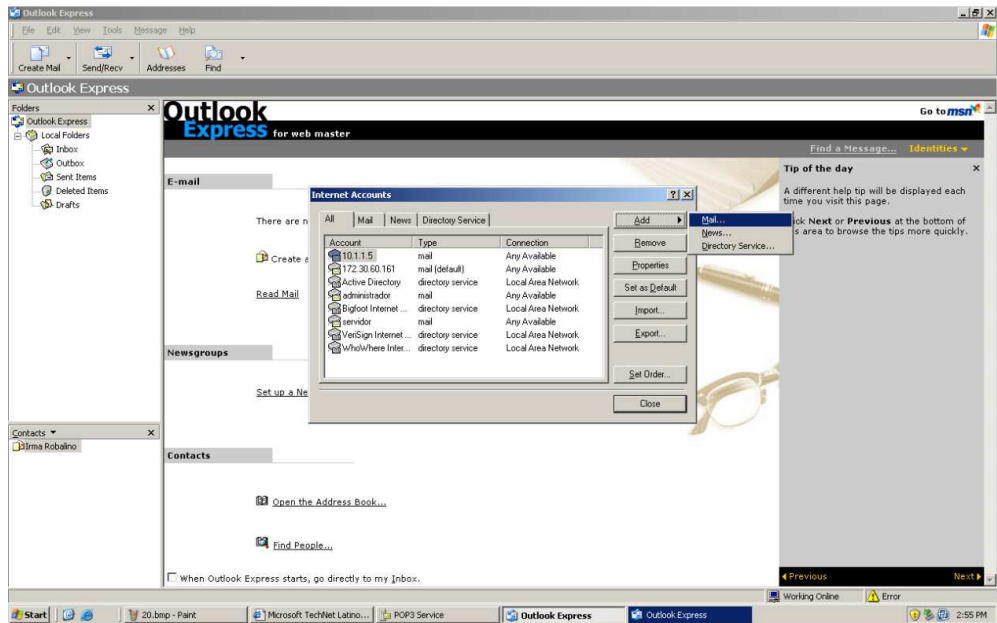 Outlook Express
File Edit View Tools Message Help
Create Mail Send/Recv Addresses Find
Outlook Express
Folders
Outlook Express
Local Folders
Inbox
Outbox
Sent Items
Deleted Items
Drafts
Contacts
Irma Robalino
Outlook
Express for web master
Go to msn
Find a Message... Identities
E-mail
There are n
Create a
Read Mail
Newsgroups
Set up a Ne
Contacts
Open the Address Book...
Find People...
When Outlook Express starts, go directly to my Inbox.
Internet Accounts
All Mail News Directory Service
Account Type Connection
10.1.1.5 mail Any Available
172.30.60.161 mail (default) Any Available
Active Directory directory service Local Area Network
administrador mail Any Available
Bigfoot Internet ... directory service Local Area Network
servidor mail Any Available
VeriSign Internet ... directory service Local Area Network
WhoWhere Inter... directory service Local Area Network
Add
Remove
Properties
Set as Default
Import...
Export...
Set Order...
Close
Mail...
News...
Directory Service...
Tip of the day
A different help tip will be displayed each
time you visit this page.
ick Next or Previous at the bottom of
s area to browse the tips more quickly.
Previous Next
Working Online Error
Start 20.bmp - Paint Microsoft TechNet Latino... POP3 Service Outlook Express Outlook Express 2:55 PM